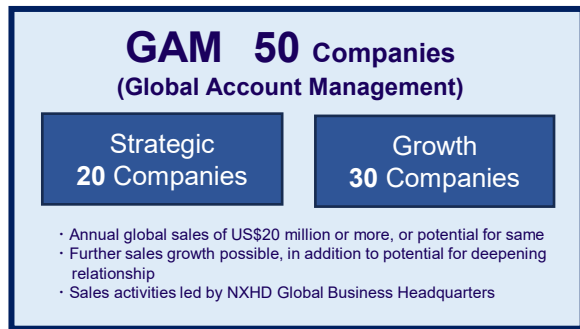 GAM 50 Companies
(Global Account Management)
Strategic
20 Companies
Growth
30 Companies
・Annual global sales of US$20 million or more, or potential for same
・Further sales growth possible, in addition to potential for deepening
relationship
・Sales activities led by NXHD Global Business Headquarters